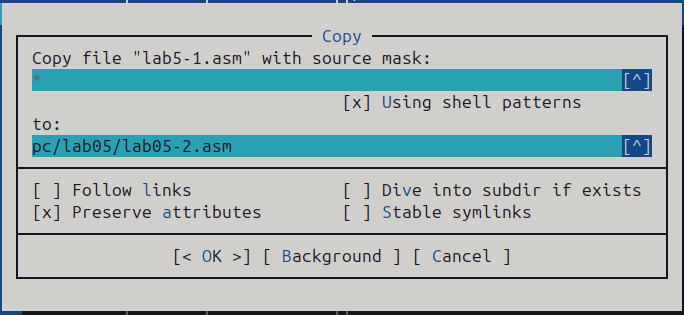 Copy
Copy file "lab5-1.asm" with source mask:
* [^]
[x] Using shell patterns
to:
pc/lab05/lab05-2.asm [^]
[ ] Follow links [ ] Dive into subdir if exists
[x] Preserve attributes [ ] Stable symlinks
[< OK >] [ Background ] [ Cancel ]